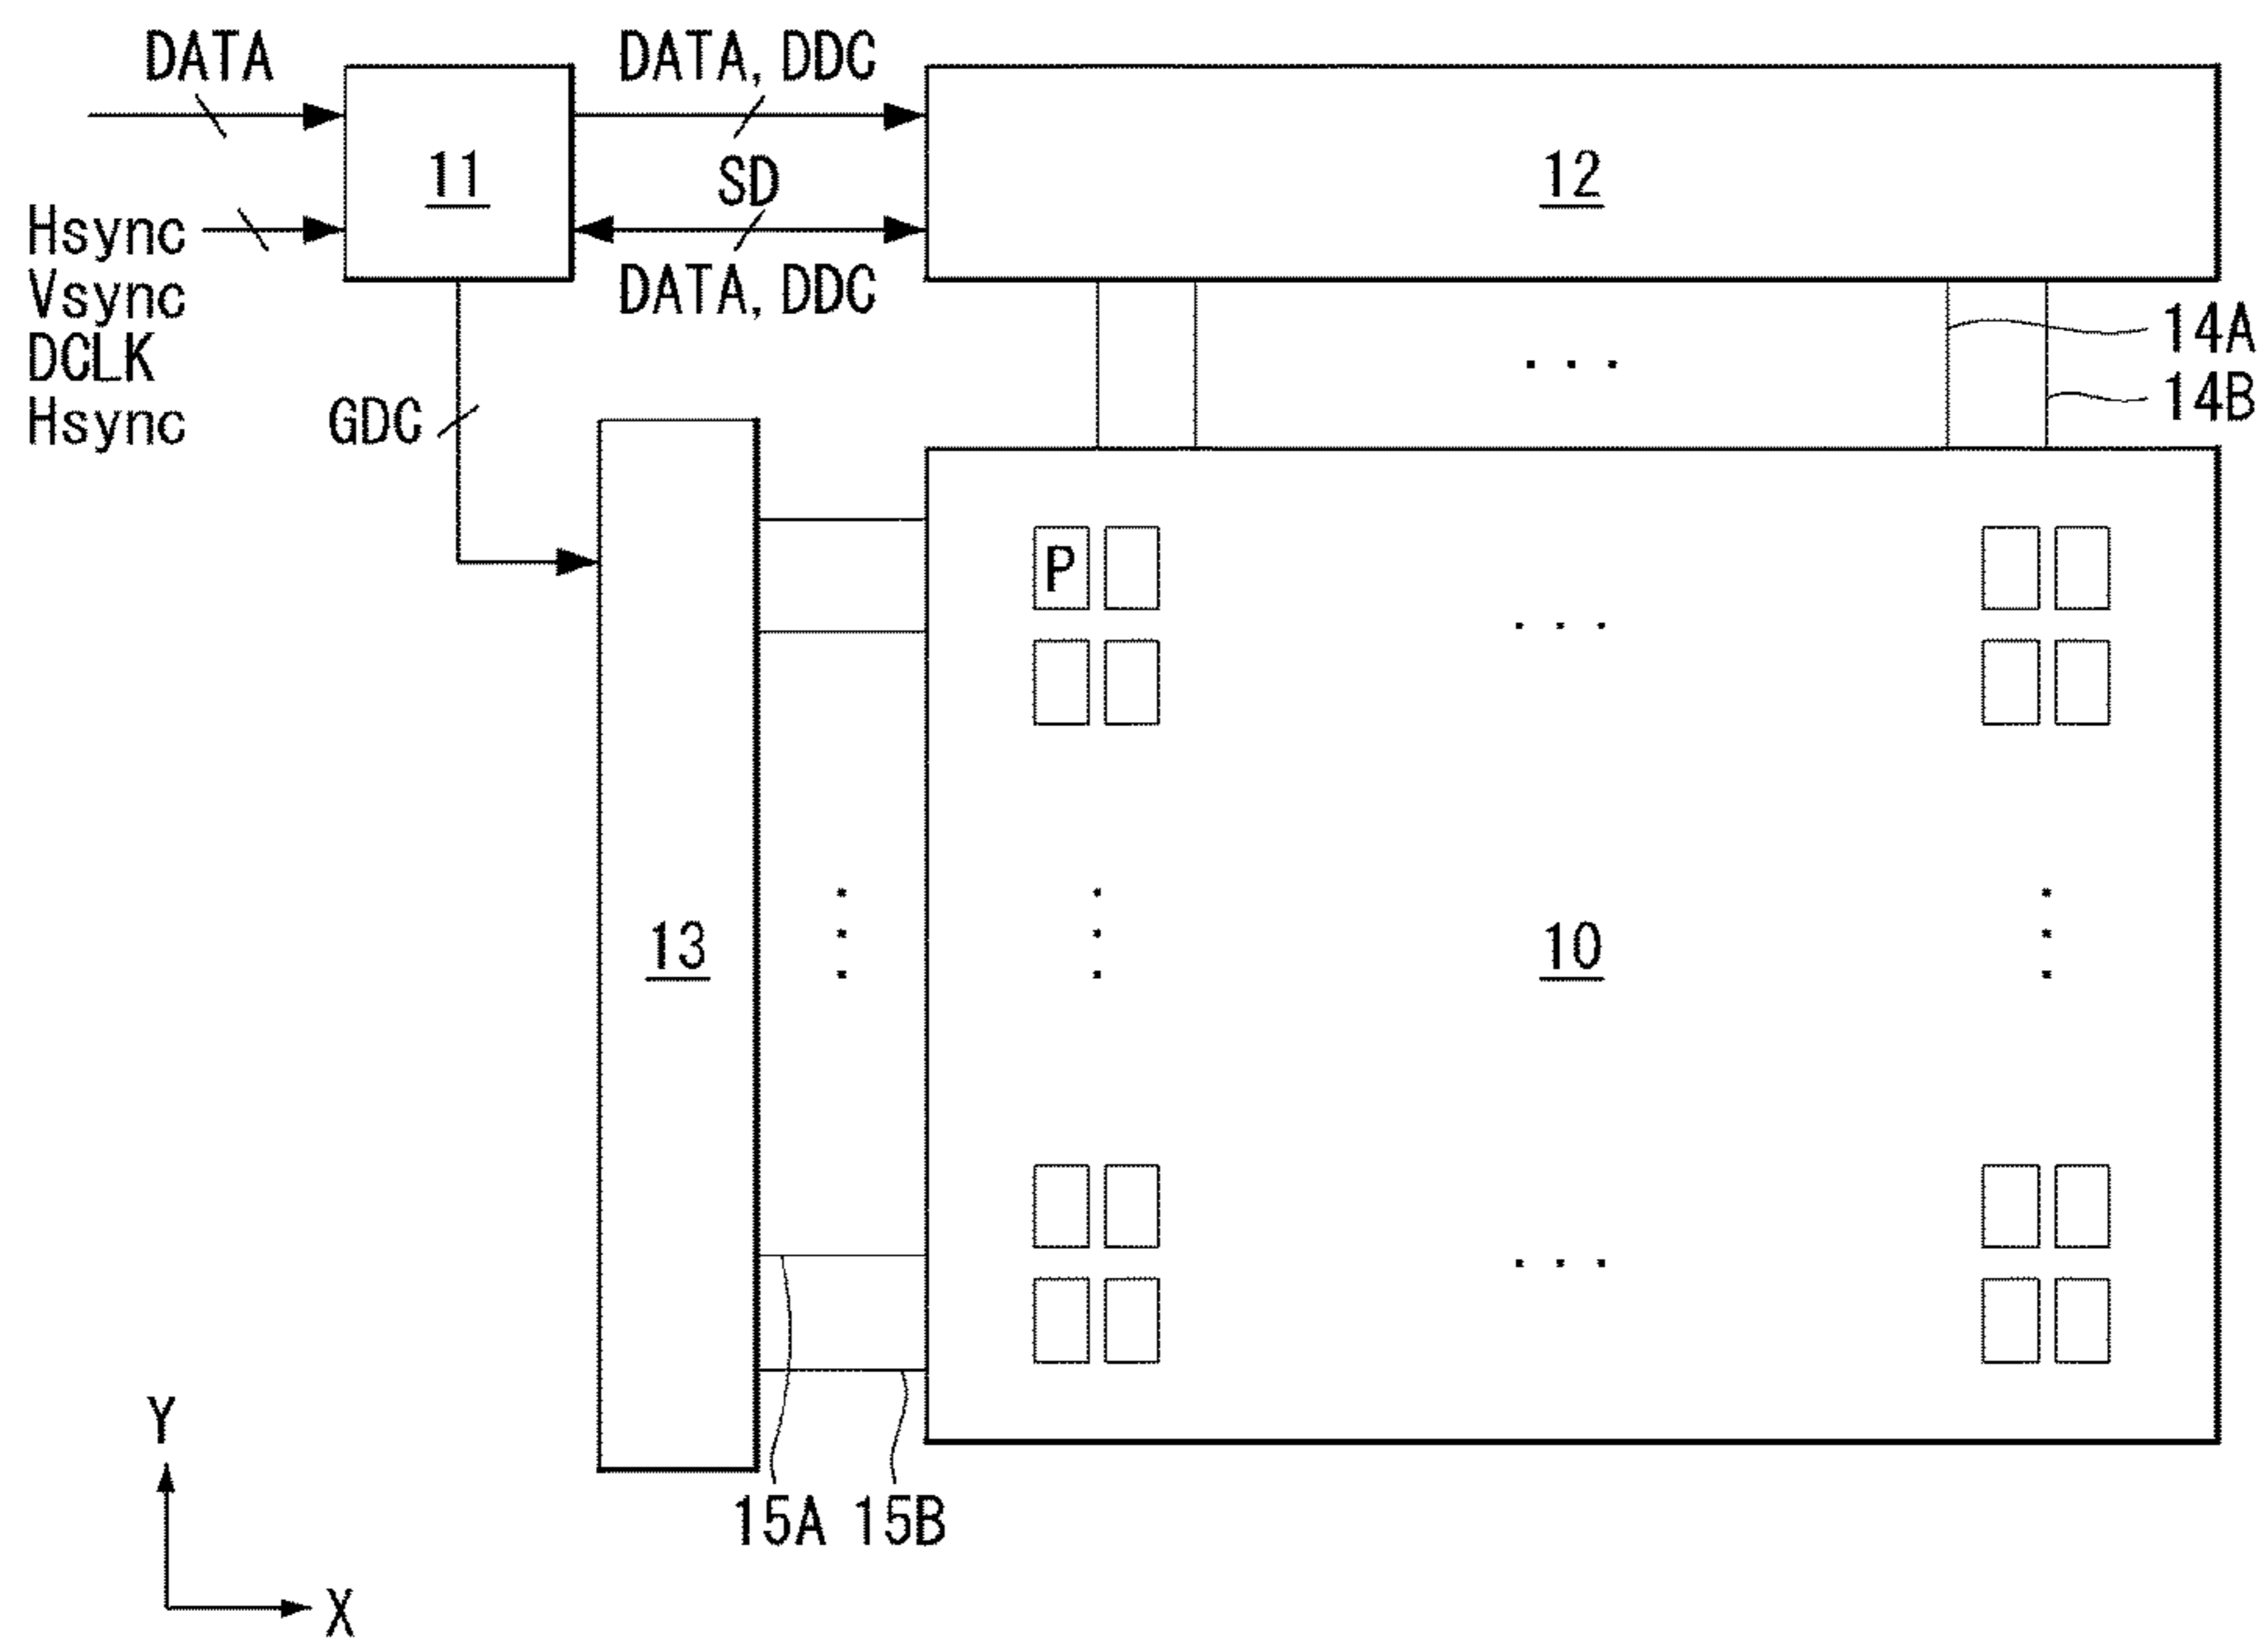 DATA
DATA, DDC
11
SD
12
Hsync
Vsync
DCLK
Hsync
DATA, DDC
14A
14B
GDC
P
13
10
15A
15B
Y
X